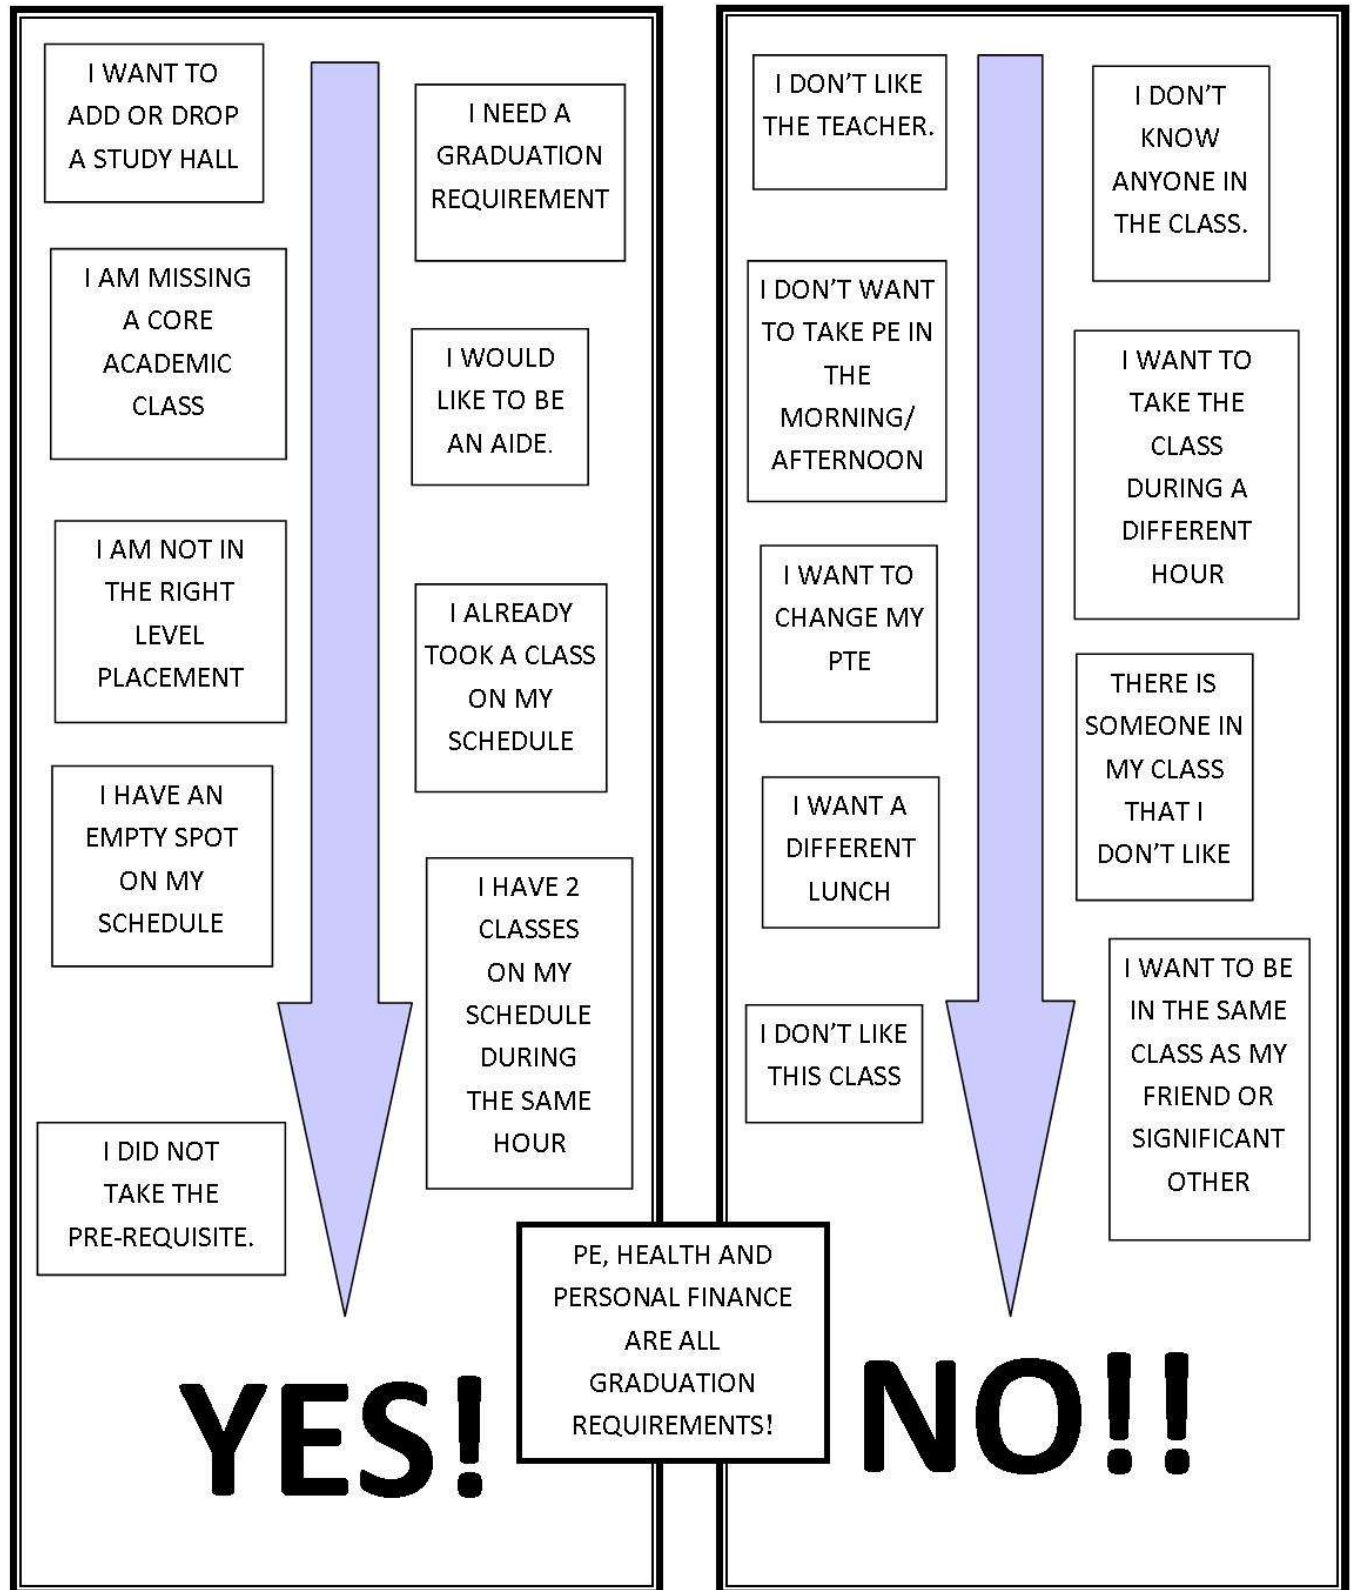 I WANT TO
ADD OR DROP
A STUDY HALL
I NEED A
GRADUATION
REQUIREMENT
I AM MISSING
A CORE
ACADEMIC
CLASS
I WOULD
LIKE TO BE
AN AIDE.
I AM NOT IN
THE RIGHT
LEVEL
PLACEMENT
I ALREADY
TOOK A CLASS
ON MY
SCHEDULE
I HAVE AN
EMPTY SPOT
ON MY
SCHEDULE
I HAVE 2
CLASSES
ON MY
SCHEDULE
DURING
THE SAME
HOUR
I DID NOT
TAKE THE
PRE-REQUISITE.
YES!
PE, HEALTH AND
PERSONAL FINANCE
ARE ALL
GRADUATION
REQUIREMENTS!
I DON'T LIKE
THE TEACHER.
I DON'T
KNOW
ANYONE IN
THE CLASS.
I DON'T WANT
TO TAKE PE IN
THE
MORNING/
AFTERNOON
I WANT TO
TAKE THE
CLASS
DURING A
DIFFERENT
HOUR
I WANT TO
CHANGE MY
PTE
THERE IS
SOMEONE IN
MY CLASS
THAT I
DON'T LIKE
I WANT A
DIFFERENT
LUNCH
I WANT TO BE
IN THE SAME
CLASS AS MY
FRIEND OR
SIGNIFICANT
OTHER
I DON'T LIKE
THIS CLASS
NO!!